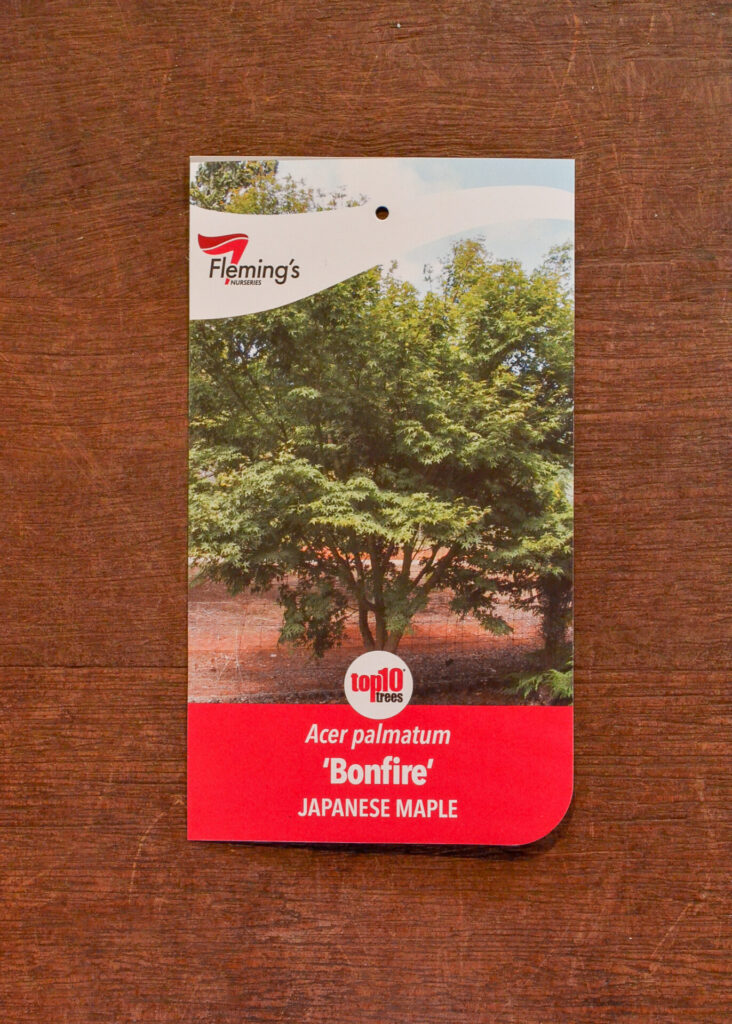 Fleming's
NURSERIES
top10
trees
Acer palmatum
'Bonfire'
JAPANESE MAPLE